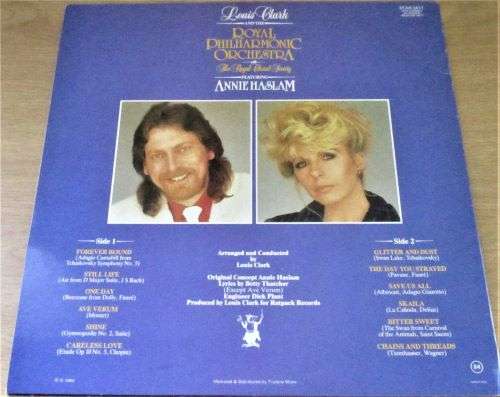 Louis Clark
AND THE
ROYAL
PHILHARMONIC
ORCHESTRA
with
The Royal Choral Society
FEATURING
ANNIE HASLAM
Side 1
FOREVER BOUND
(Adagio Cantabil from
Tchaikovsky Symphony No. 5)
STILL LIFE
(Air from D Major Suite, J S Bach)
ONE DAY
(Berceuse from Dolly, Fauré)
AVE VERUM
(Mozart)
SHINE
(Gymnopedie No 2, Satie)
CARELESS LOVE
(Etude Op III No 3, Chopin)
Arranged and Conducted
by
Louis Clark
Original Concept Annie Haslam
Lyrics by Betty Thatcher
(Except Ave Verum)
Engineer Dick Plant
Produced by Louis Clark for Ratpack Records
Side 2
GLITTER AND DUST
(Swan Lake, Tchaikovsky)
THE DAY YOU STRAYED
(Pavane, Fauré)
SAVE US ALL
(Albinoni, Adagio Giazotto)
SKAILA
(La Calinda, Delius)
BITTER SWEET
(The Swan from Carnival
of the Animals, Saint Saens)
CHAINS AND THREADS
(Tannhauser, Wagner)